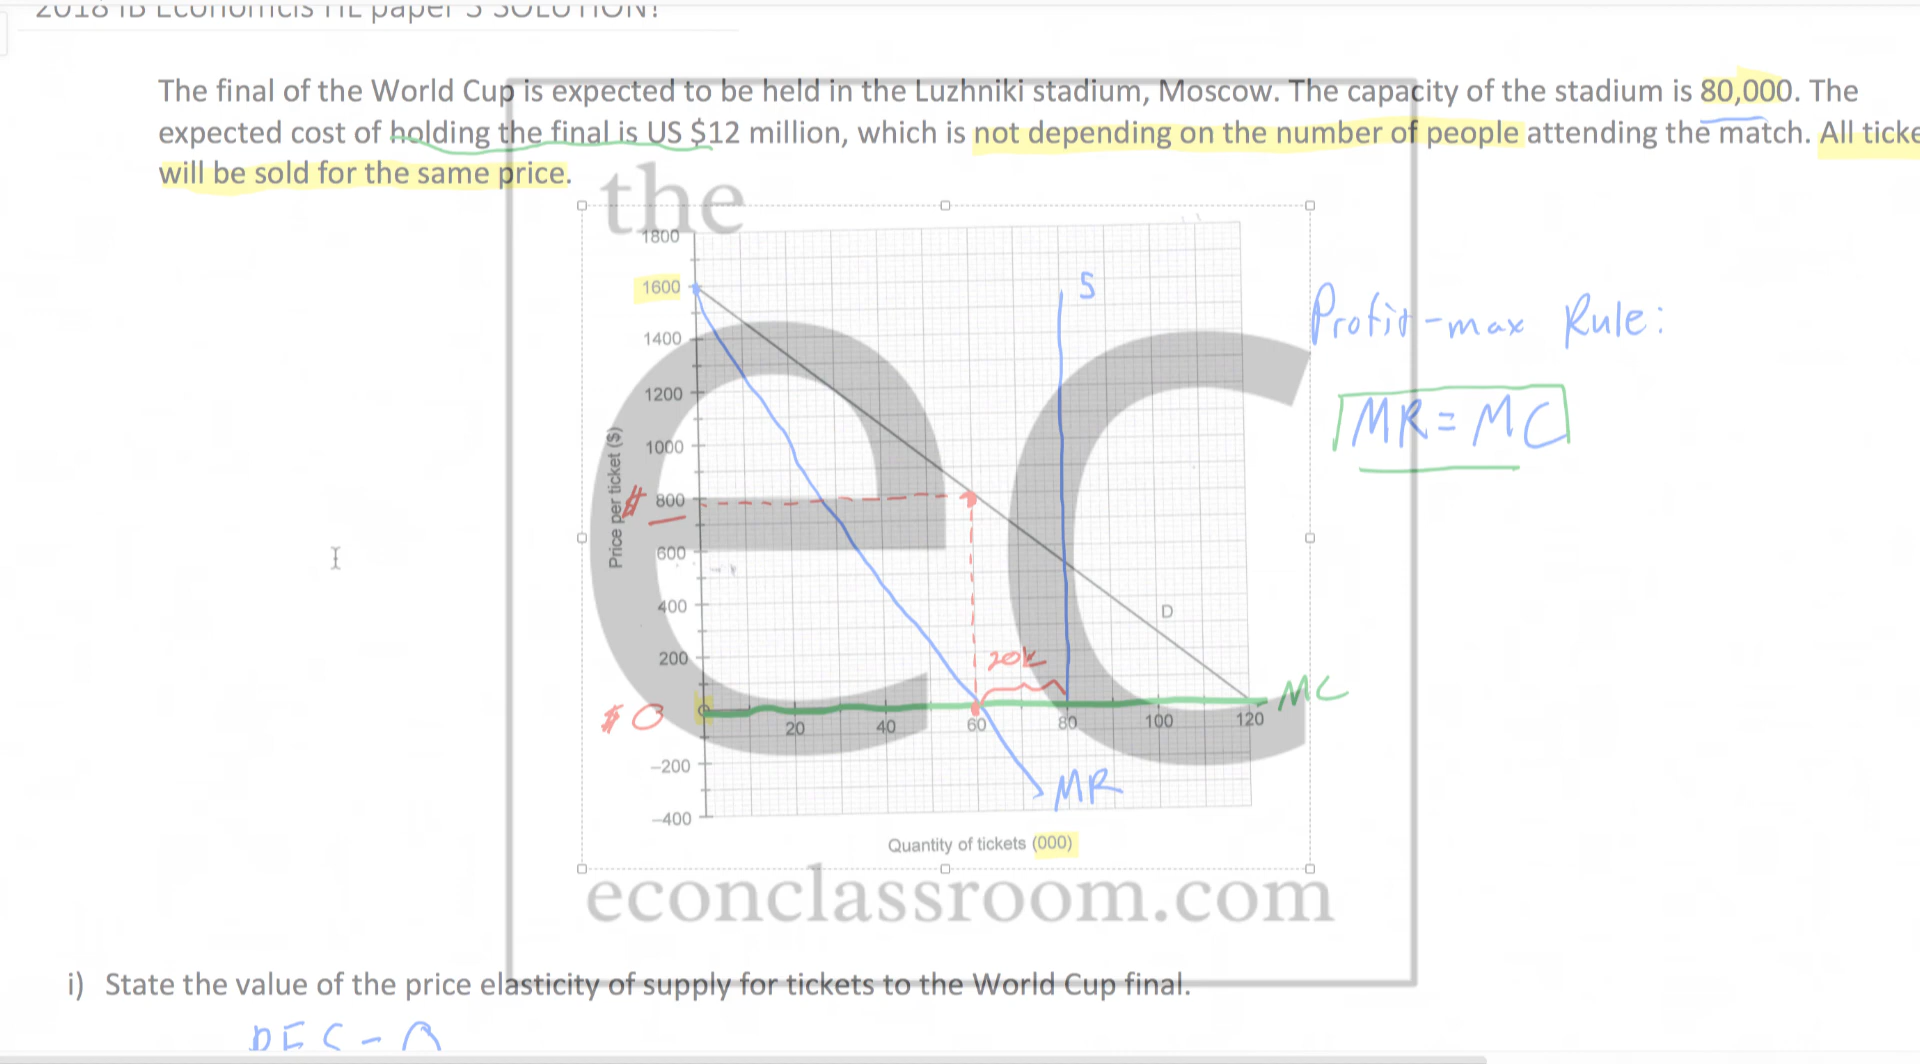 2018 IB Economics HL paper 3 SOLUTION!
The final of the World Cup is expected to be held in the Luzhniki stadium, Moscow. The capacity of the stadium is 80,000. The
expected cost of holding the final is US $12 million, which is not depending on the number of people attending the match. All ticke
will be sold for the same price.
the
1800
1600
1400
1200
1000
800
600
400
200
0
-200
-400
Price per ticket ($)
$
$0
S
D
20k
MC
MR
20
40
60
80
100
120
Quantity of tickets (000)
Profit-max Rule:
MR = MC
ec
econclassroom.com
i) State the value of the price elasticity of supply for tickets to the World Cup final.
PES = 0